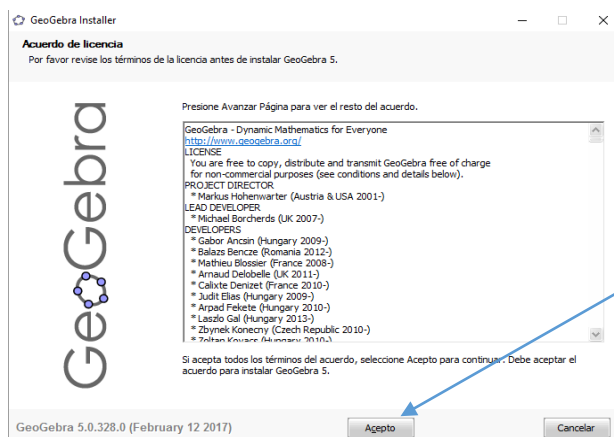 GeoGebra Installer
Acuerdo de licencia
Por favor revise los términos de la licencia antes de instalar GeoGebra 5.
GeoGebra
Presione Avanzar Página para ver el resto del acuerdo.
GeoGebra - Dynamic Mathematics for Everyone
http://www.geogebra.org/
LICENSE
You are free to copy, distribute and transmit GeoGebra free of charge
for non-commercial purposes (see conditions and details below).
PROJECT DIRECTOR
* Markus Hohenwarter (Austria & USA 2001-)
LEAD DEVELOPER
* Michael Borcherds (UK 2007-)
DEVELOPERS
* Gabor Ancsin (Hungary 2009-)
* Balazs Bencze (Romania 2012-)
* Mathieu Blossier (France 2008-)
* Arnaud Delobelle (UK 2011-)
* Calixte Denizet (France 2010-)
* Judit Elias (Hungary 2009-)
* Arpad Fekete (Hungary 2010-)
* Laszlo Gal (Hungary 2013-)
* Zbynek Konecny (Czech Republic 2010-)
* Zoltan Kovacs (Hungary 2010-)
Si acepta todos los términos del acuerdo, seleccione Acepto para continuar. Debe aceptar el
acuerdo para instalar GeoGebra 5.
GeoGebra 5.0.328.0 (February 12 2017)
Acepto
Cancelar